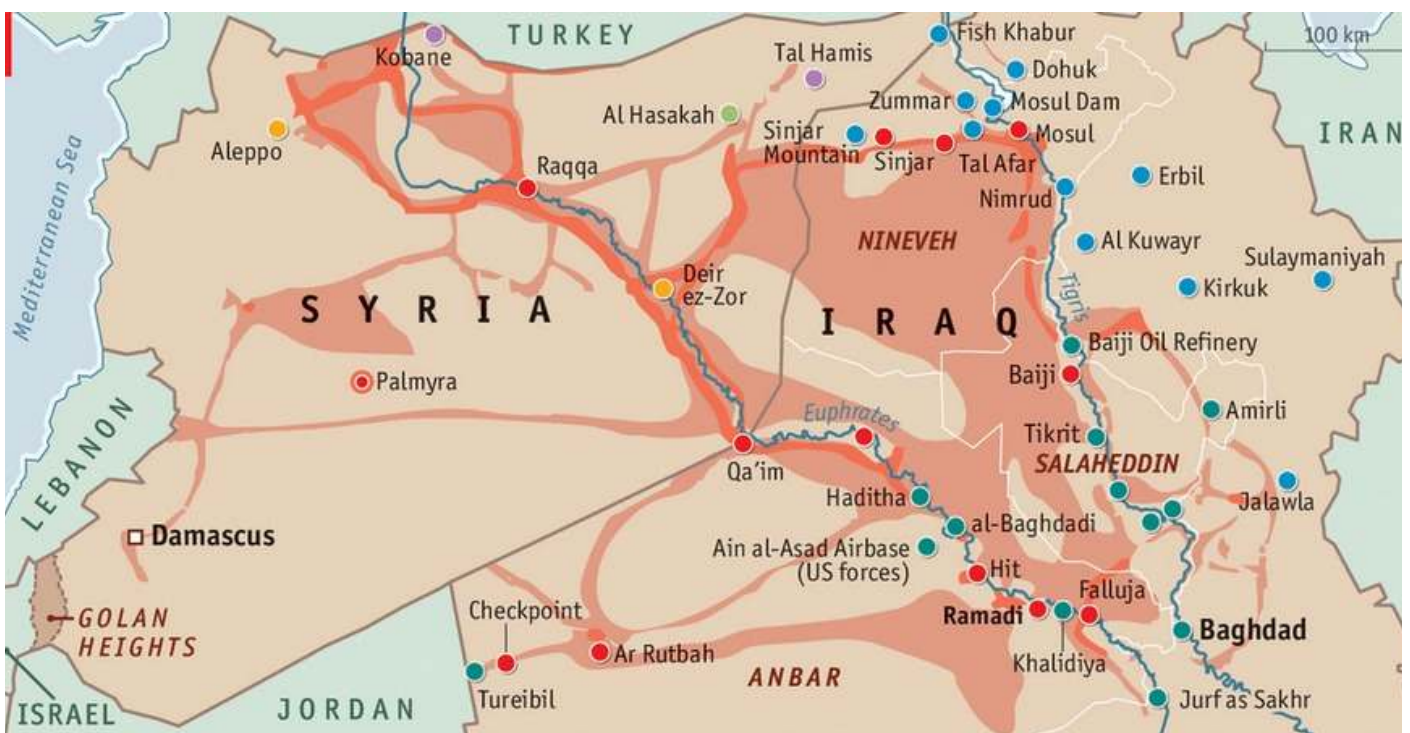 TURKEY
Kobane
Fish Khabur
100 km
Dohuk
Tal Hamis
Zummar
Mosul Dam
Al Hasakah
Sinjar
Mountain
Sinjar
Tal Afar
Mosul
IRAN
Aleppo
Raqqa
Nimrud
Erbil
Mediterranean Sea
NINEVEH
Al Kuwayr
Sulaymaniyah
Kirkuk
Deir
ez-Zor
SYRIA
IRAQ
Tigris
Baiji Oil Refinery
Baiji
Palmyra
Amirli
Euphrates
Tikrit
SALAHEDDIN
LEBANON
Qa'im
Haditha
Jalawla
al-Baghdadi
Damascus
Ain al-Asad Airbase
(US forces)
Hit
Falluja
Checkpoint
Ramadi
GOLAN
HEIGHTS
Baghdad
Ar Rutbah
Khalidiya
ANBAR
Tureibil
Jurf as Sakhr
ISRAEL
JORDAN